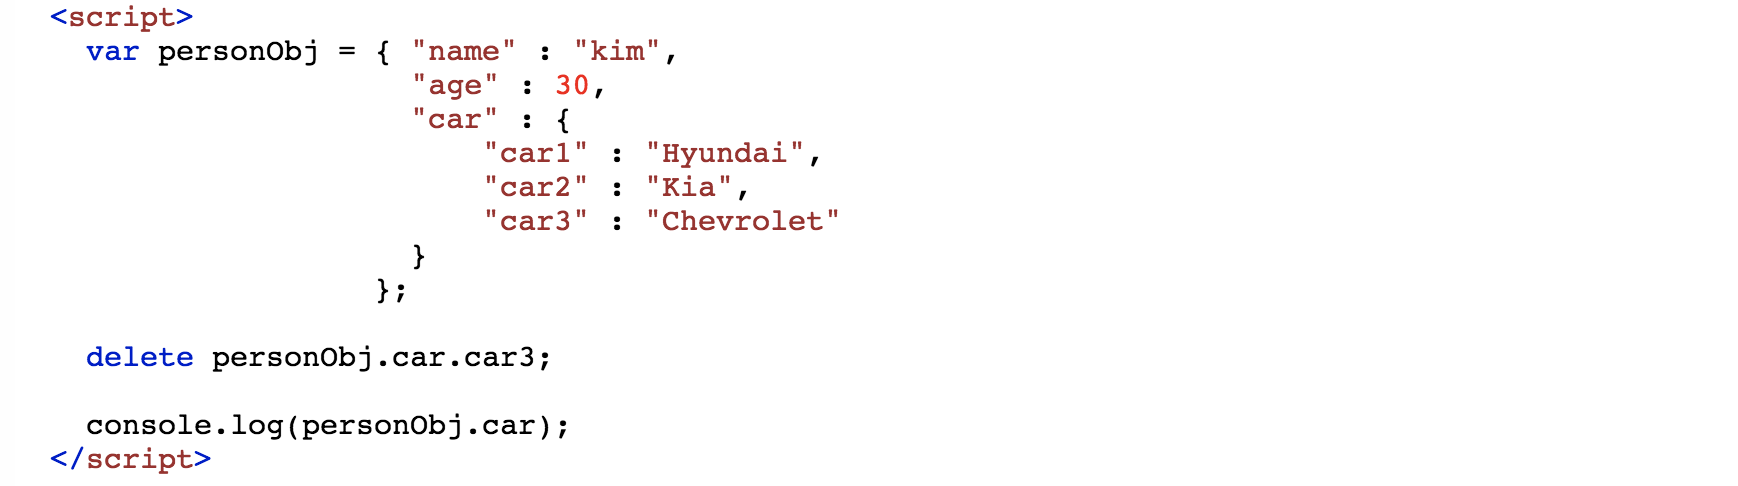 <script>
var personObj = { "name" : "kim",
"age" : 30,
"car" : {
"car1" : "Hyundai",
"car2" : "Kia",
"car3" : "Chevrolet"
}
};
delete personObj.car.car3;
console.log(personObj.car);
</script>